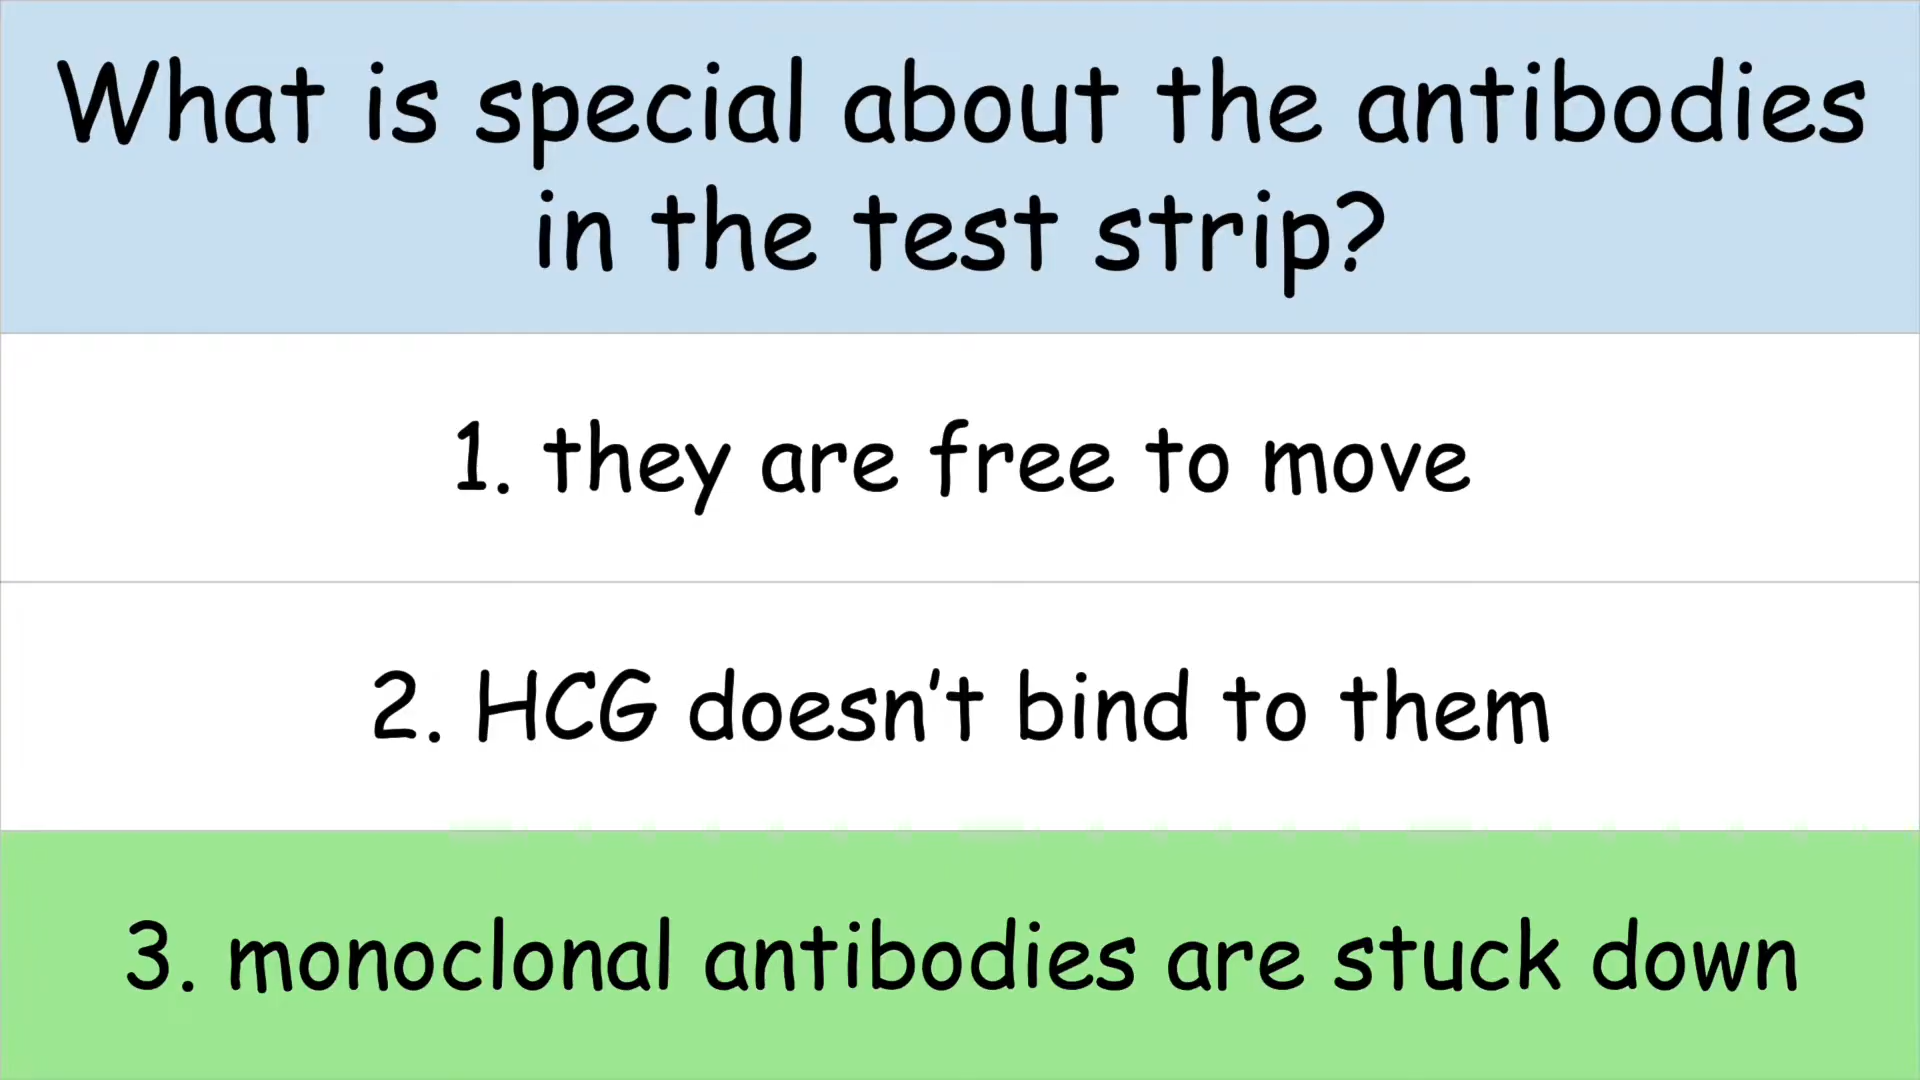 What is special about the antibodies
in the test strip?
1. they are free to move
2. HCG doesn't bind to them
3. monoclonal antibodies are stuck down